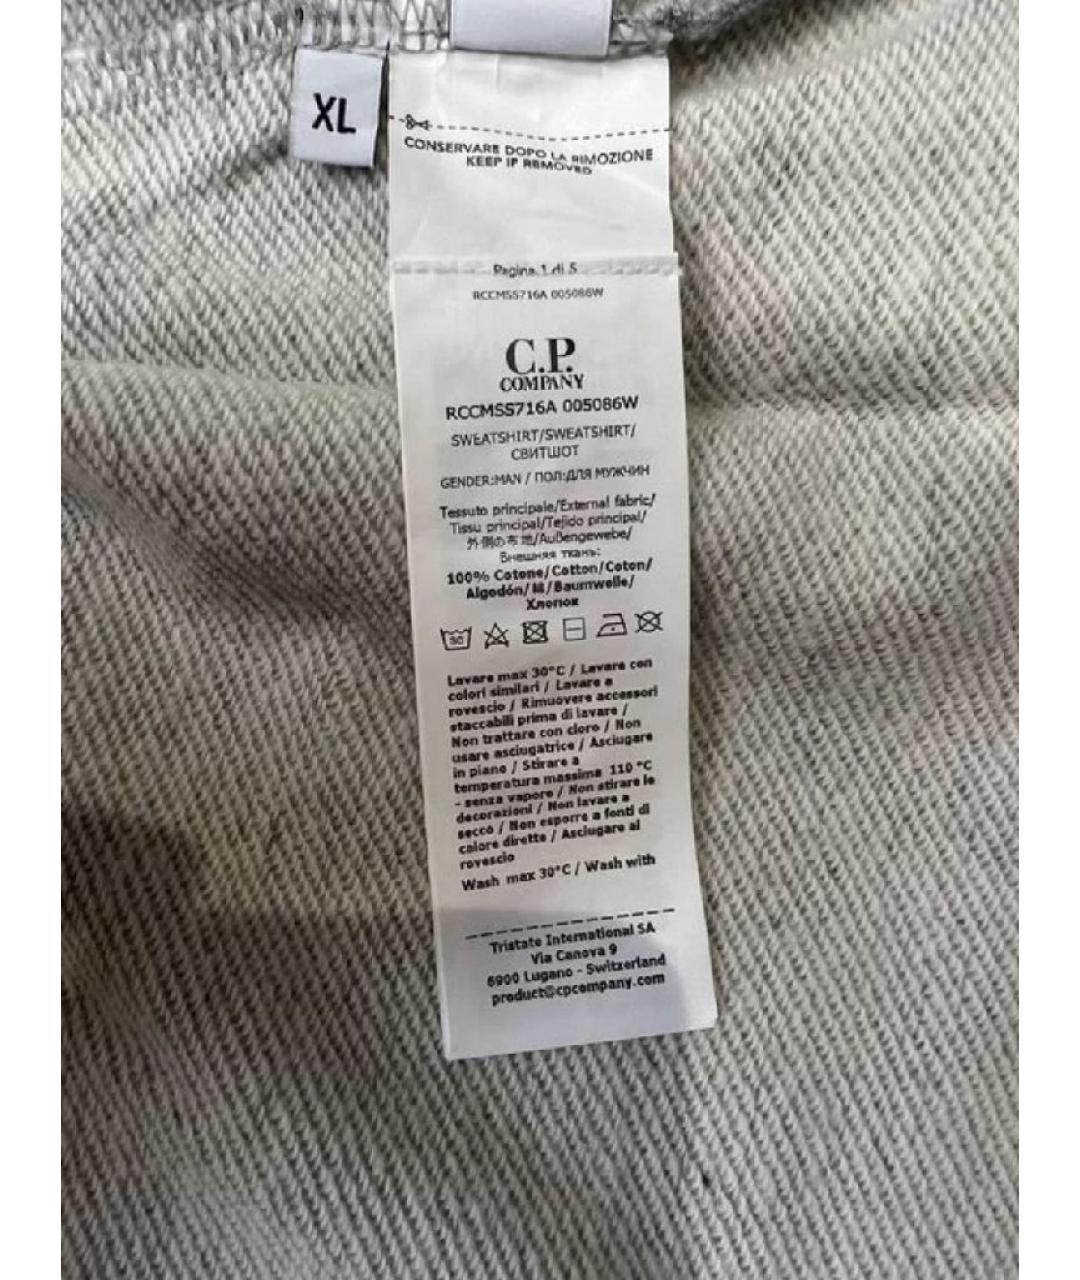 XL
CONSERVARE DOPO LA RIMOZIONE
KEEP IF REMOVED
Pagina 1 di 5
RCCMSS716A 005086W
C.P.
COMPANY
RCCMSS716A 005086W
SWEATSHIRT/SWEATSHIRT/
СВИТШОТ
GENDER:MAN / ПОЛ:ДЛЯ МУЖЧИН
Tessuto principale/External fabric/
Tissu principal/Tejido principal/
外側の布地/Außengewebe/
Внешняя ткань:
100% Cotone/Cotton/Coton/
Algodón/綿/Baumwolle/
Хлопок
30
Lavare max 30°C / Lavare con
colori similari / Lavare a
rovescio / Rimuovere accessori
staccabili prima di lavare /
Non trattare con cloro / Non
usare asciugatrice / Asciugare
in piano / Stirare a
temperatura massima 110 °C
- senza vapore / Non stirare le
decorazioni / Non lavare a
secco / Non esporre a fonti di
calore dirette / Asciugare al
rovescio
Wash max 30°C / Wash with
Tristate International SA
Via Canova 9
6900 Lugano - Switzerland
product@cpcompany.com